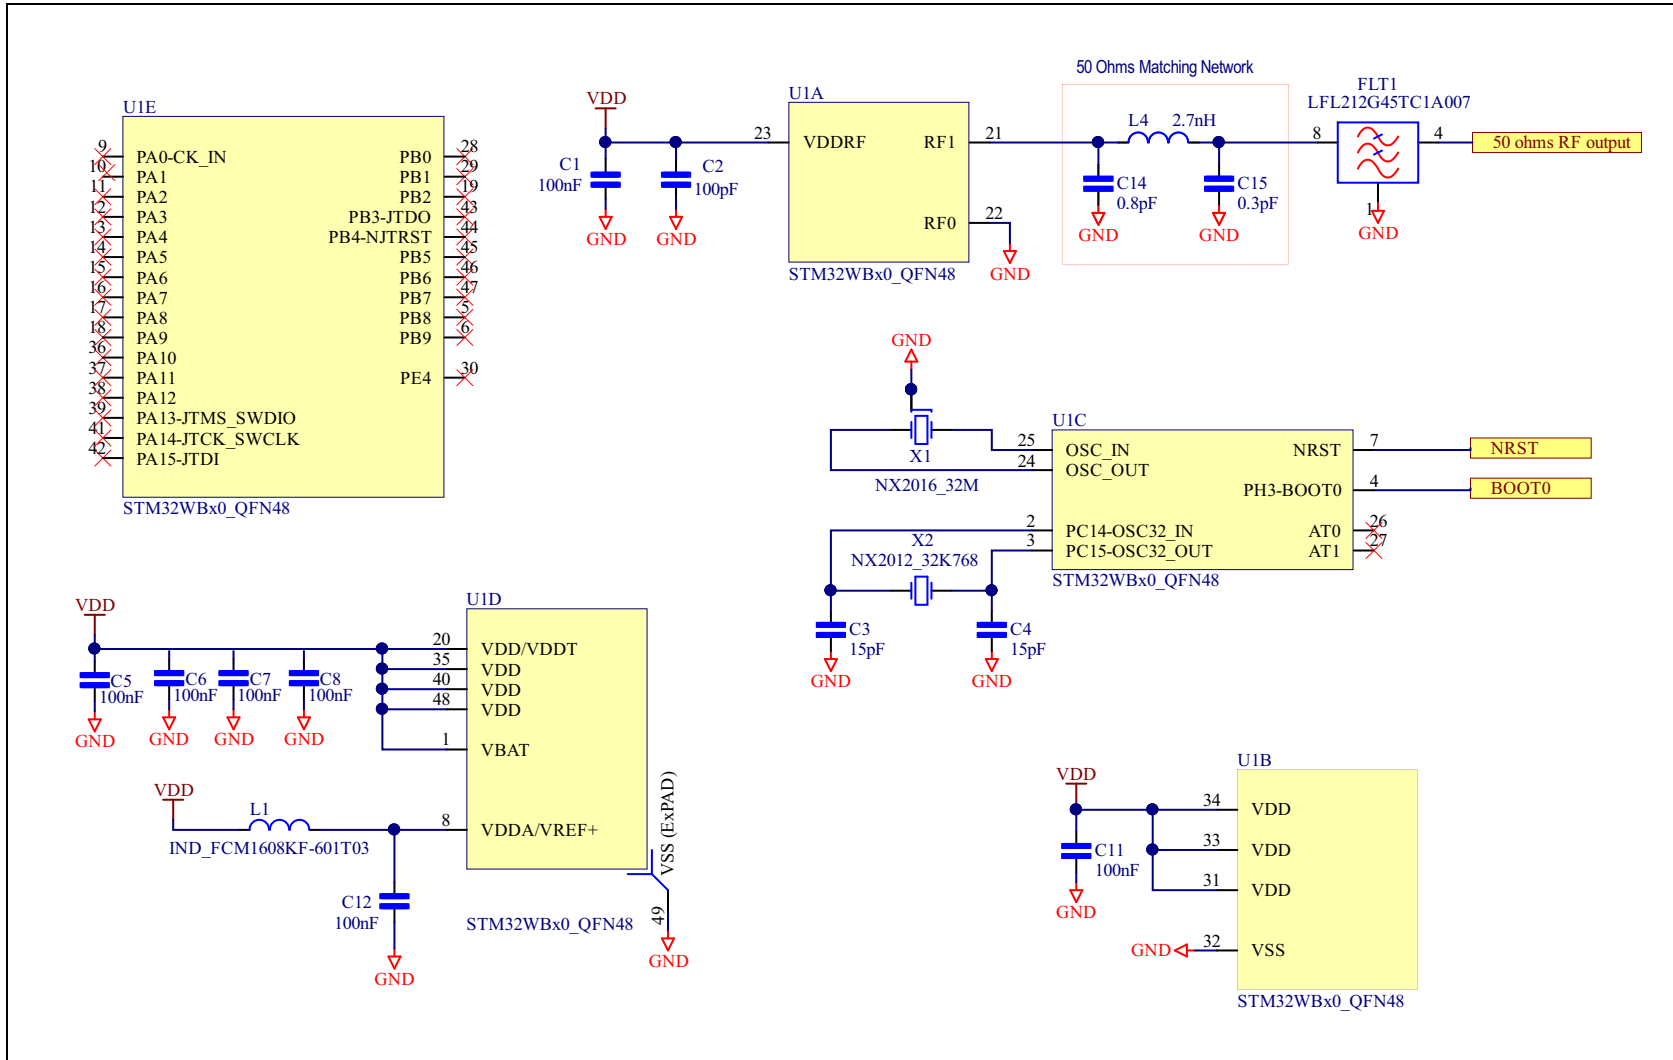 U1E
9 PA0-CK_IN PB0 28
10 PA1 PB1 29
11 PA2 PB2 19
12 PA3 PB3-JTDO 43
13 PA4 PB4-NJTRST 44
14 PA5 PB5 45
15 PA6 PB6 46
16 PA7 PB7 47
17 PA8 PB8 5
18 PA9 PB9 6
36 PA10
37 PA11 PE4 30
38 PA12
39 PA13-JTMS_SWDIO
41 PA14-JTCK_SWCLK
42 PA15-JTDI
STM32WBx0_QFN48
VDD
C1
100nF
GND
C2
100pF
GND
U1A
23 VDDRF RF1 21
RF0 22
GND
STM32WBx0_QFN48
50 Ohms Matching Network
L4 2.7nH
C14
0.8pF
GND
C15
0.3pF
GND
FLT1
LFL212G45TC1A007
8 4
1
GND
50 ohms RF output
GND
X1
NX2016_32M
X2
NX2012_32K768
C3
15pF
GND
C4
15pF
GND
U1C
25 OSC_IN NRST 7 NRST
24 OSC_OUT
PH3-BOOT0 4 BOOT0
2 PC14-OSC32_IN AT0 26
3 PC15-OSC32_OUT AT1 27
STM32WBx0_QFN48
VDD
C5
100nF
GND
C6
100nF
GND
C7
100nF
GND
C8
100nF
GND
U1D
20 VDD/VDDT
35 VDD
40 VDD
48 VDD
1 VBAT
8 VDDA/VREF+
VDD
L1
IND_FCM1608KF-601T03
C12
100nF
GND
VSS (ExPAD)
49
GND
STM32WBx0_QFN48
U1B
VDD
C11
100nF
GND
34 VDD
33 VDD
31 VDD
GND 32 VSS
STM32WBx0_QFN48